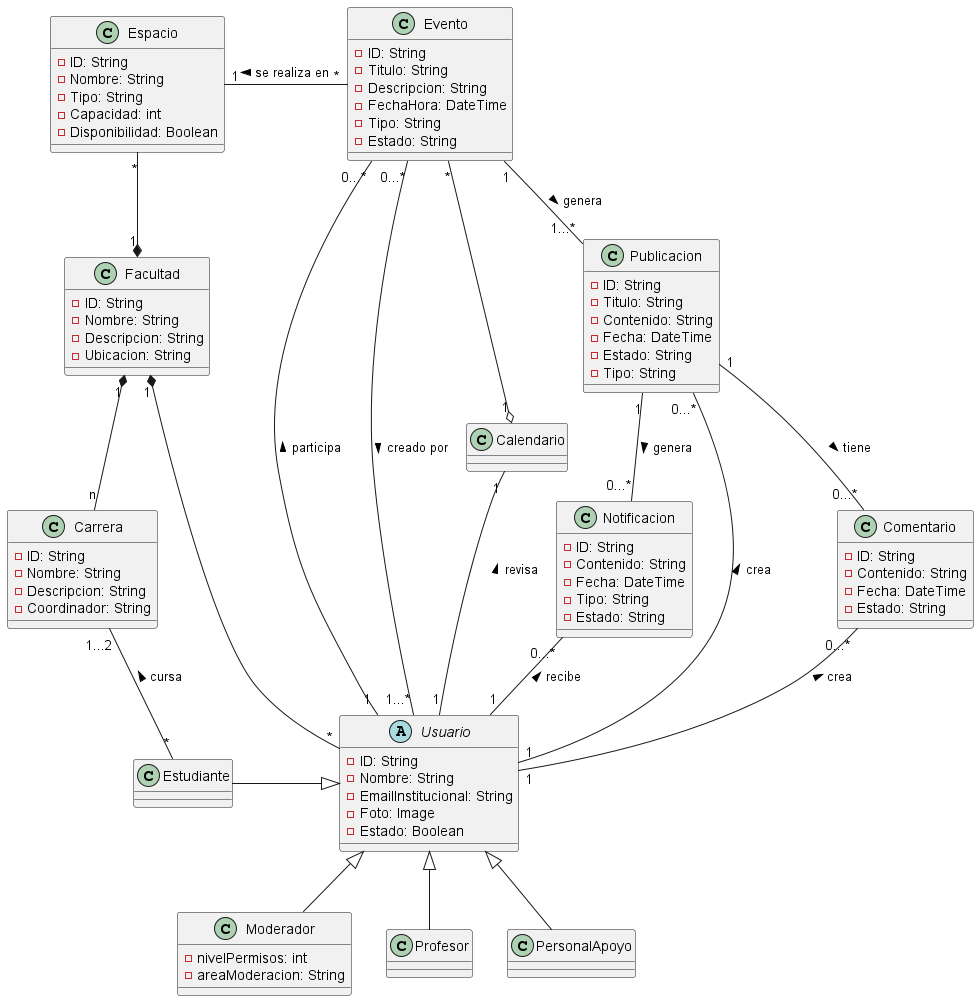 C Espacio
ID: String
Nombre: String
Tipo: String
Capacidad: int
Disponibilidad: Boolean
C Evento
ID: String
Titulo: String
Descripcion: String
FechaHora: DateTime
Tipo: String
Estado: String
1 se realiza en *
*
1
0...*
0...*
*
1
genera
1...*
C Facultad
ID: String
Nombre: String
Descripcion: String
Ubicacion: String
C Publicacion
ID: String
Titulo: String
Contenido: String
Fecha: DateTime
Estado: String
Tipo: String
1
1
n
participa
creado por
1
C Calendario
1
revisa
1
genera
0...*
0...*
crea
1
tiene
0...*
C Carrera
ID: String
Nombre: String
Descripcion: String
Coordinador: String
C Notificacion
ID: String
Contenido: String
Fecha: DateTime
Tipo: String
Estado: String
C Comentario
ID: String
Contenido: String
Fecha: DateTime
Estado: String
1...2
cursa
*
*
1
1...*
1
0...*
recibe
1
0...*
crea
1
1
C Estudiante
A Usuario
ID: String
Nombre: String
EmailInstitucional: String
Foto: Image
Estado: Boolean
C Moderador
nivelPermisos: int
areaModeracion: String
C Profesor
C PersonalApoyo